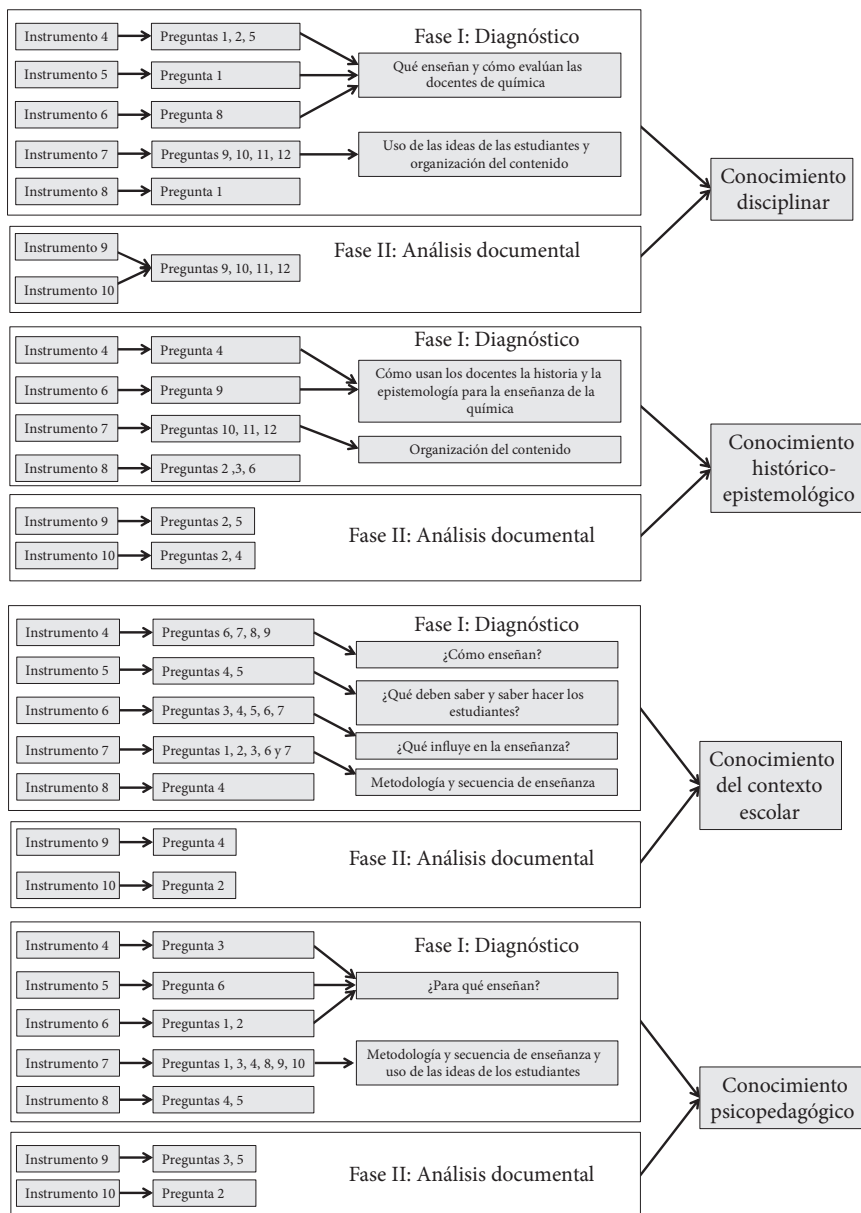 Fase I: Diagnóstico
Instrumento 4
Preguntas 1, 2, 5
Instrumento 5
Pregunta 1
Instrumento 6
Pregunta 8
Qué enseñan y cómo evalúan las
docentes de química
Instrumento 7
Preguntas 9, 10, 11, 12
Uso de las ideas de las estudiantes y
organización del contenido
Instrumento 8
Pregunta 1
Fase II: Análisis documental
Instrumento 9
Instrumento 10
Preguntas 9, 10, 11, 12
Conocimiento
disciplinar
Fase I: Diagnóstico
Instrumento 4
Pregunta 4
Instrumento 6
Pregunta 9
Cómo usan los docentes la historia y la
epistemología para la enseñanza de la
química
Instrumento 7
Preguntas 10, 11, 12
Organización del contenido
Instrumento 8
Preguntas 2 ,3, 6
Fase II: Análisis documental
Instrumento 9
Preguntas 2, 5
Instrumento 10
Preguntas 2, 4
Conocimiento
histórico-
epistemológico
Fase I: Diagnóstico
Instrumento 4
Preguntas 6, 7, 8, 9
¿Cómo enseñan?
Instrumento 5
Preguntas 4, 5
¿Qué deben saber y saber hacer los
estudiantes?
Instrumento 6
Preguntas 3, 4, 5, 6, 7
¿Qué influye en la enseñanza?
Instrumento 7
Preguntas 1, 2, 3, 6 y 7
Metodología y secuencia de enseñanza
Instrumento 8
Pregunta 4
Fase II: Análisis documental
Instrumento 9
Pregunta 4
Instrumento 10
Pregunta 2
Conocimiento
del contexto
escolar
Fase I: Diagnóstico
Instrumento 4
Pregunta 3
Instrumento 5
Pregunta 6
¿Para qué enseñan?
Instrumento 6
Preguntas 1, 2
Instrumento 7
Preguntas 1, 3, 4, 8, 9, 10
Metodología y secuencia de enseñanza y
uso de las ideas de los estudiantes
Instrumento 8
Preguntas 4, 5
Fase II: Análisis documental
Instrumento 9
Preguntas 3, 5
Instrumento 10
Pregunta 2
Conocimiento
psicopedagógico